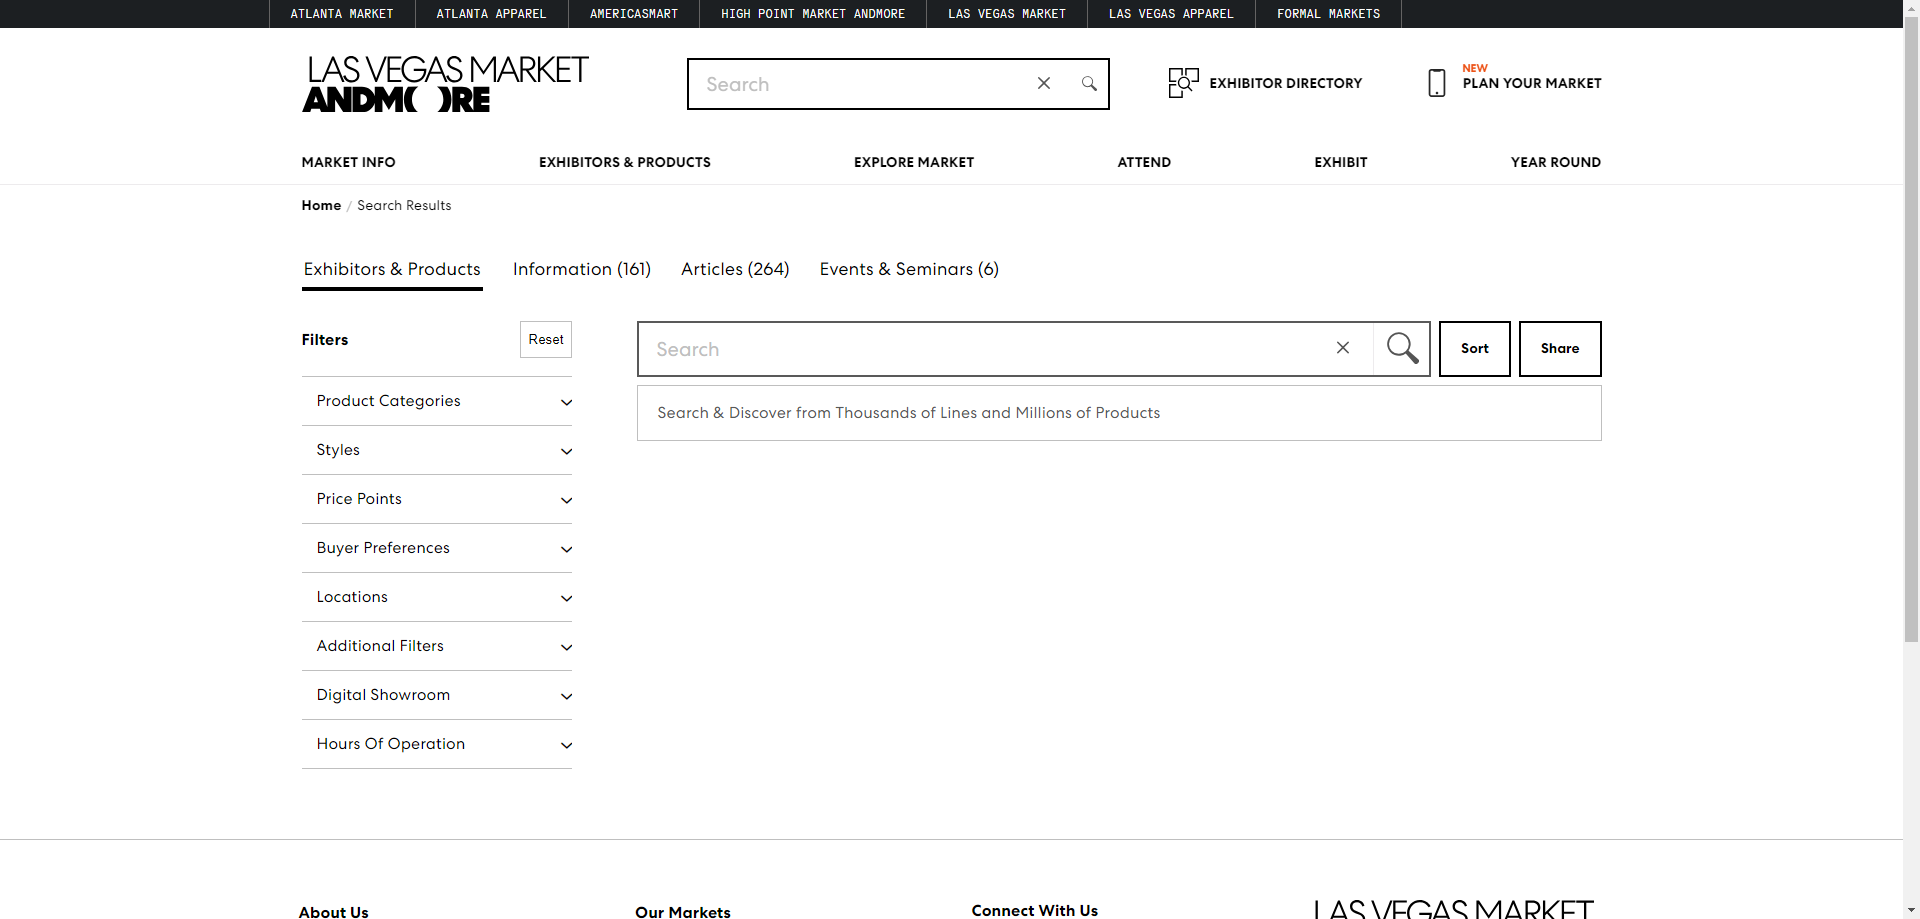 ATLANTA MARKET
ATLANTA APPAREL
AMERICASMART
HIGH POINT MARKET ANDMORE
LAS VEGAS MARKET
LAS VEGAS APPAREL
FORMAL MARKETS
LAS VEGAS MARKET
ANDMORE
Search
EXHIBITOR DIRECTORY
NEW
PLAN YOUR MARKET
MARKET INFO
EXHIBITORS & PRODUCTS
EXPLORE MARKET
ATTEND
EXHIBIT
YEAR ROUND
Home / Search Results
Exhibitors & Products
Information (161)
Articles (264)
Events & Seminars (6)
Filters
Reset
Search
Sort
Share
Search & Discover from Thousands of Lines and Millions of Products
Product Categories
Styles
Price Points
Buyer Preferences
Locations
Additional Filters
Digital Showroom
Hours Of Operation
About Us
Our Markets
Connect With Us
LAS VEGAS MARKET